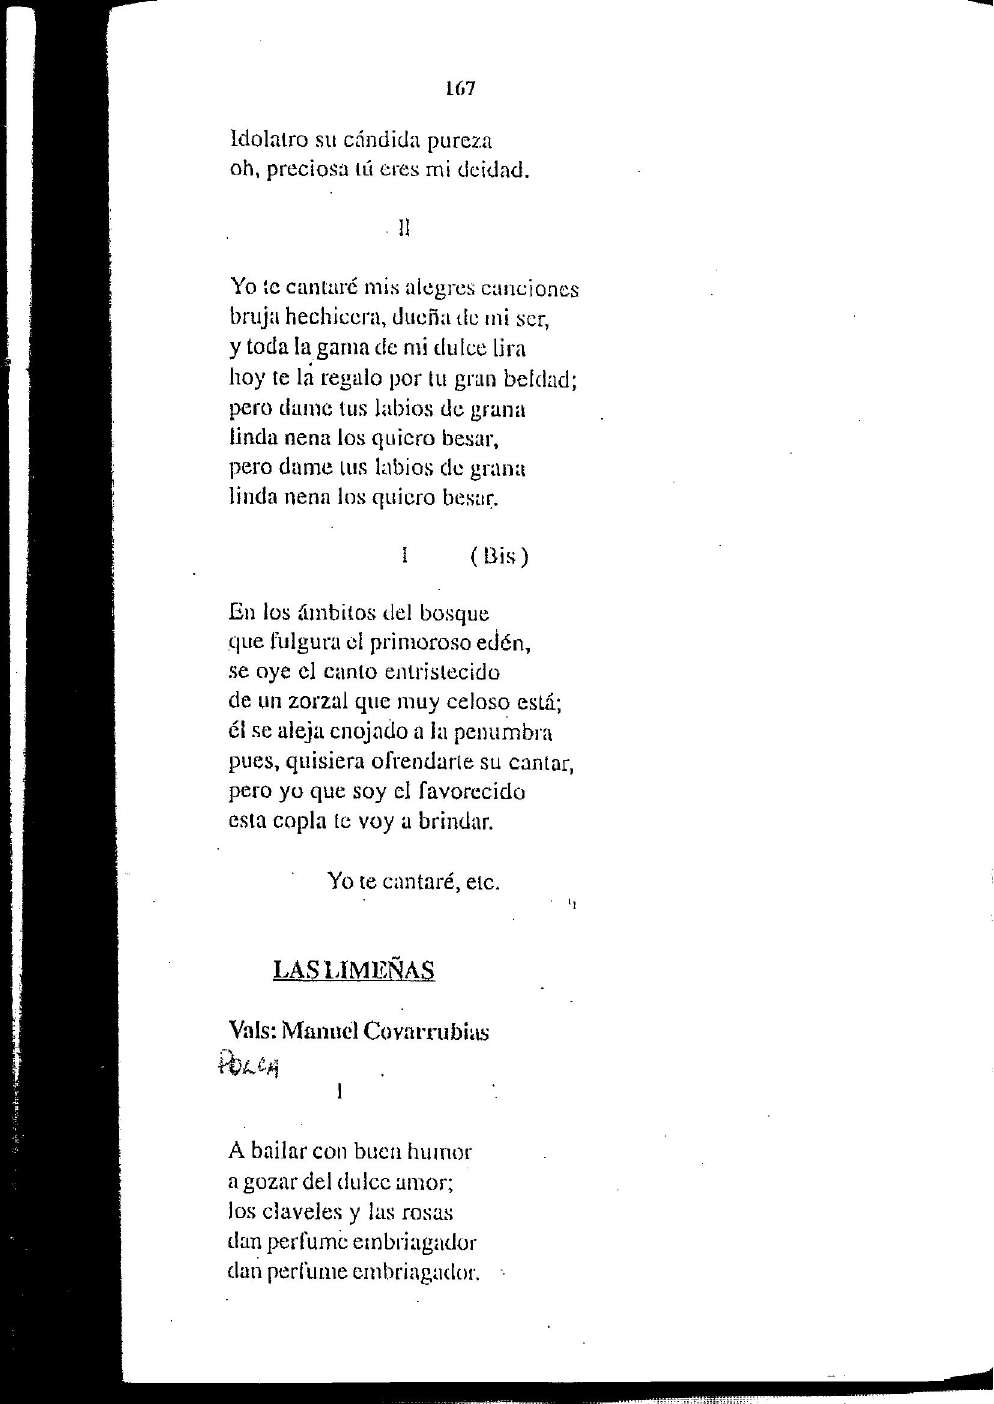 167
Idolatro su cándida pureza
oh, preciosa tú eres mi deidad.
II
Yo te cantaré mis alegres canciones
bruja hechicera, dueña de mi ser,
y toda la gama de mi dulce lira
hoy te la regalo por tu gran beldad;
pero dame tus labios de grana
linda nena los quiero besar,
pero dame tus labios de grana
linda nena los quiero besar.
I (Bis)
En los ámbitos del bosque
que fulgura el primoroso edén,
se oye el canto entristecido
de un zorzal que muy celoso está;
él se aleja enojado a la penumbra
pues, quisiera ofrendarte su cantar,
pero yo que soy el favorecido
esta copla te voy a brindar.
Yo te cantaré, etc.
LAS LIMEÑAS
Vals: Manuel Covarrubias
POLCA
I
A bailar con buen humor
a gozar del dulce amor;
los claveles y las rosas
dan perfume embriagador
dan perfume embriagador.